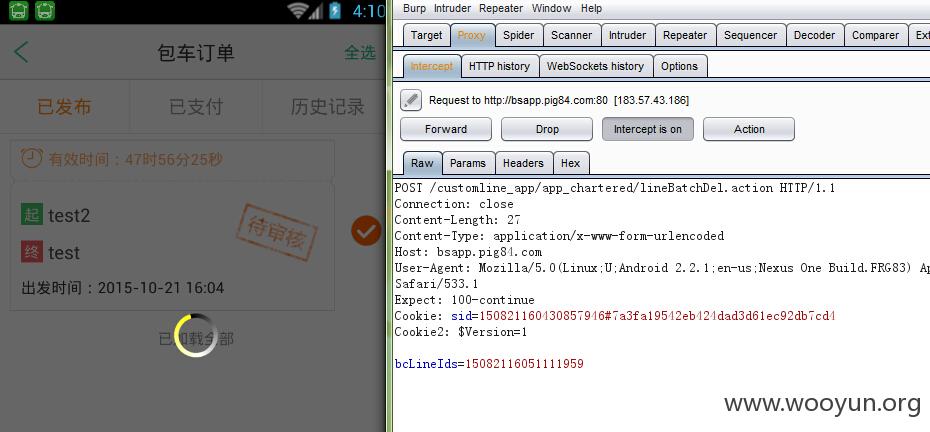 4:10
包车订单
全选
已发布
已支付
历史记录
有效时间：47时56分25秒
起 test2
待审核
终 test
出发时间：2015-10-21 16:04
已加载全部
Burp Intruder Repeater Window Help
Target Proxy Spider Scanner Intruder Repeater Sequencer Decoder Comparer Ext
Intercept HTTP history WebSockets history Options
Request to http://bsapp.pig84.com:80 [183.57.43.186]
Forward Drop Intercept is on Action
Raw Params Headers Hex
POST /customline_app/app_chartered/lineBatchDel.action HTTP/1.1
Connection: close
Content-Length: 27
Content-Type: application/x-www-form-urlencoded
Host: bsapp.pig84.com
User-Agent: Mozilla/5.0(Linux;U;Android 2.2.1;en-us;Nexus One Build.FRG83) Ap
Safari/533.1
Expect: 100-continue
Cookie: sid=150821160430857946#7a3fa19542eb424dad3d61ec92db7cd4
Cookie2: $Version=1
bcLineIds=15082116051111959
www.wooyun.org